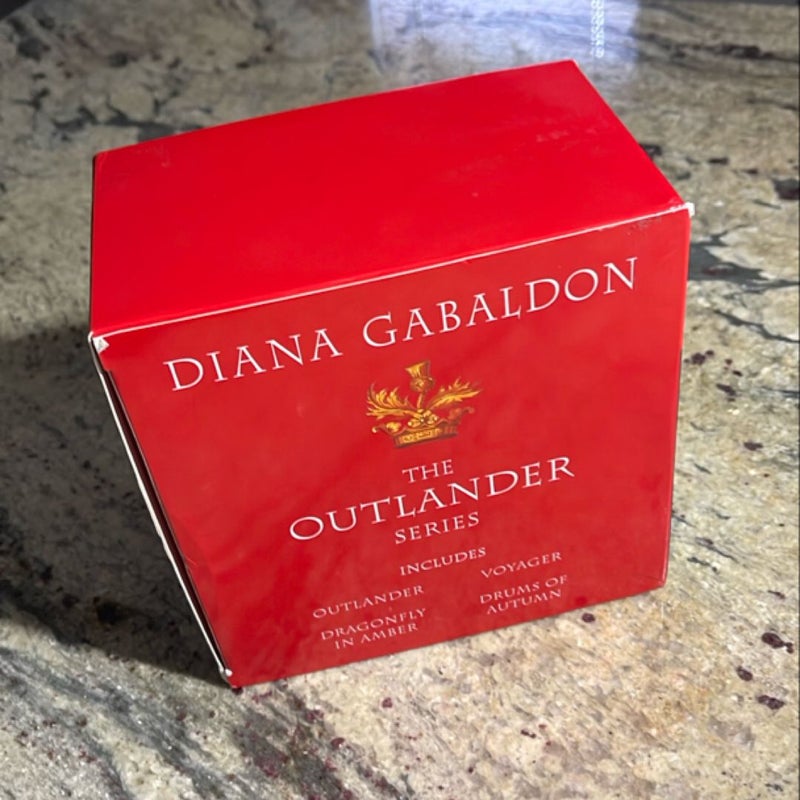 DIANA GABALDON
THE
OUTLANDER
SERIES
INCLUDES
OUTLANDER
DRAGONFLY
IN AMBER
VOYAGER
DRUMS OF
AUTUMN